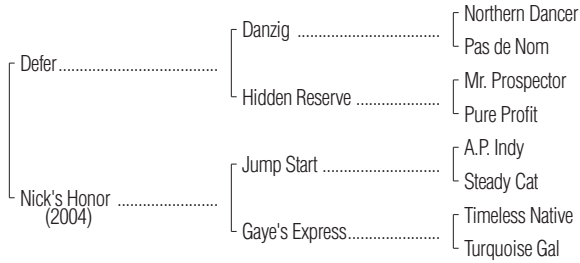 Northern Dancer
Danzig ....................................
Pas de Nom
Defer.........................................
Mr. Prospector
Hidden Reserve .....................
Pure Profit
A.P. Indy
Jump Start ..............................
Steady Cat
Nick's Honor .........................
(2004)
Timeless Native
Gaye's Express.......................
Turquoise Gal